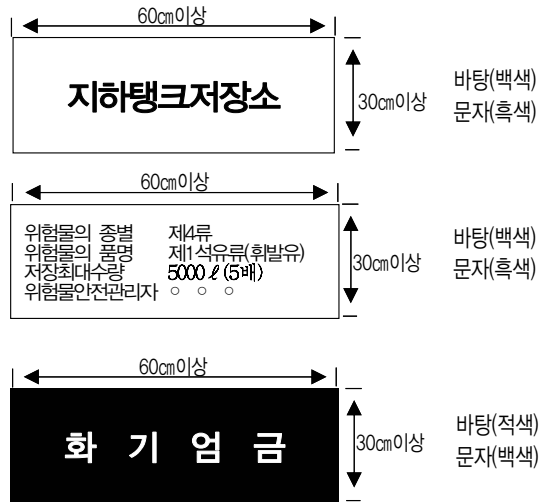 60㎝이상
지하탱크저장소
30㎝이상
바탕(백색)
문자(흑색)
60㎝이상
위험물의 종별 제4류
위험물의 품명 제1석유류(휘발유)
저장최대수량 5000ℓ(5배)
위험물안전관리자 ○ ○ ○
30㎝이상
바탕(백색)
문자(흑색)
60㎝이상
화 기 엄 금
30㎝이상
바탕(적색)
문자(백색)